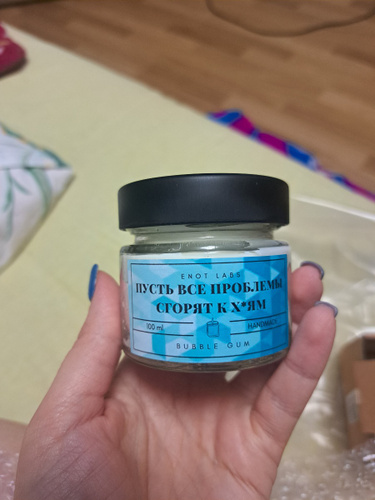 ENOT LABS
ПУСТЬ ВСЕ ПРОБЛЕМЫ
СГОРЯТ К Х*ЯМ
100 ml
HANDMADE
BUBBLE GUM